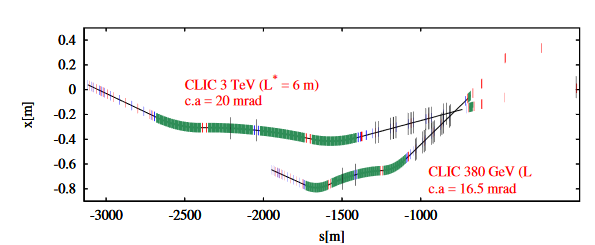 0.4
0.2
0
-0.2
-0.4
-0.6
-0.8
x[m]
CLIC 3 TeV (L* = 6 m)
c.a = 20 mrad
CLIC 380 GeV (L
c.a = 16.5 mrad
-3000 -2500 -2000 -1500 -1000
s[m]